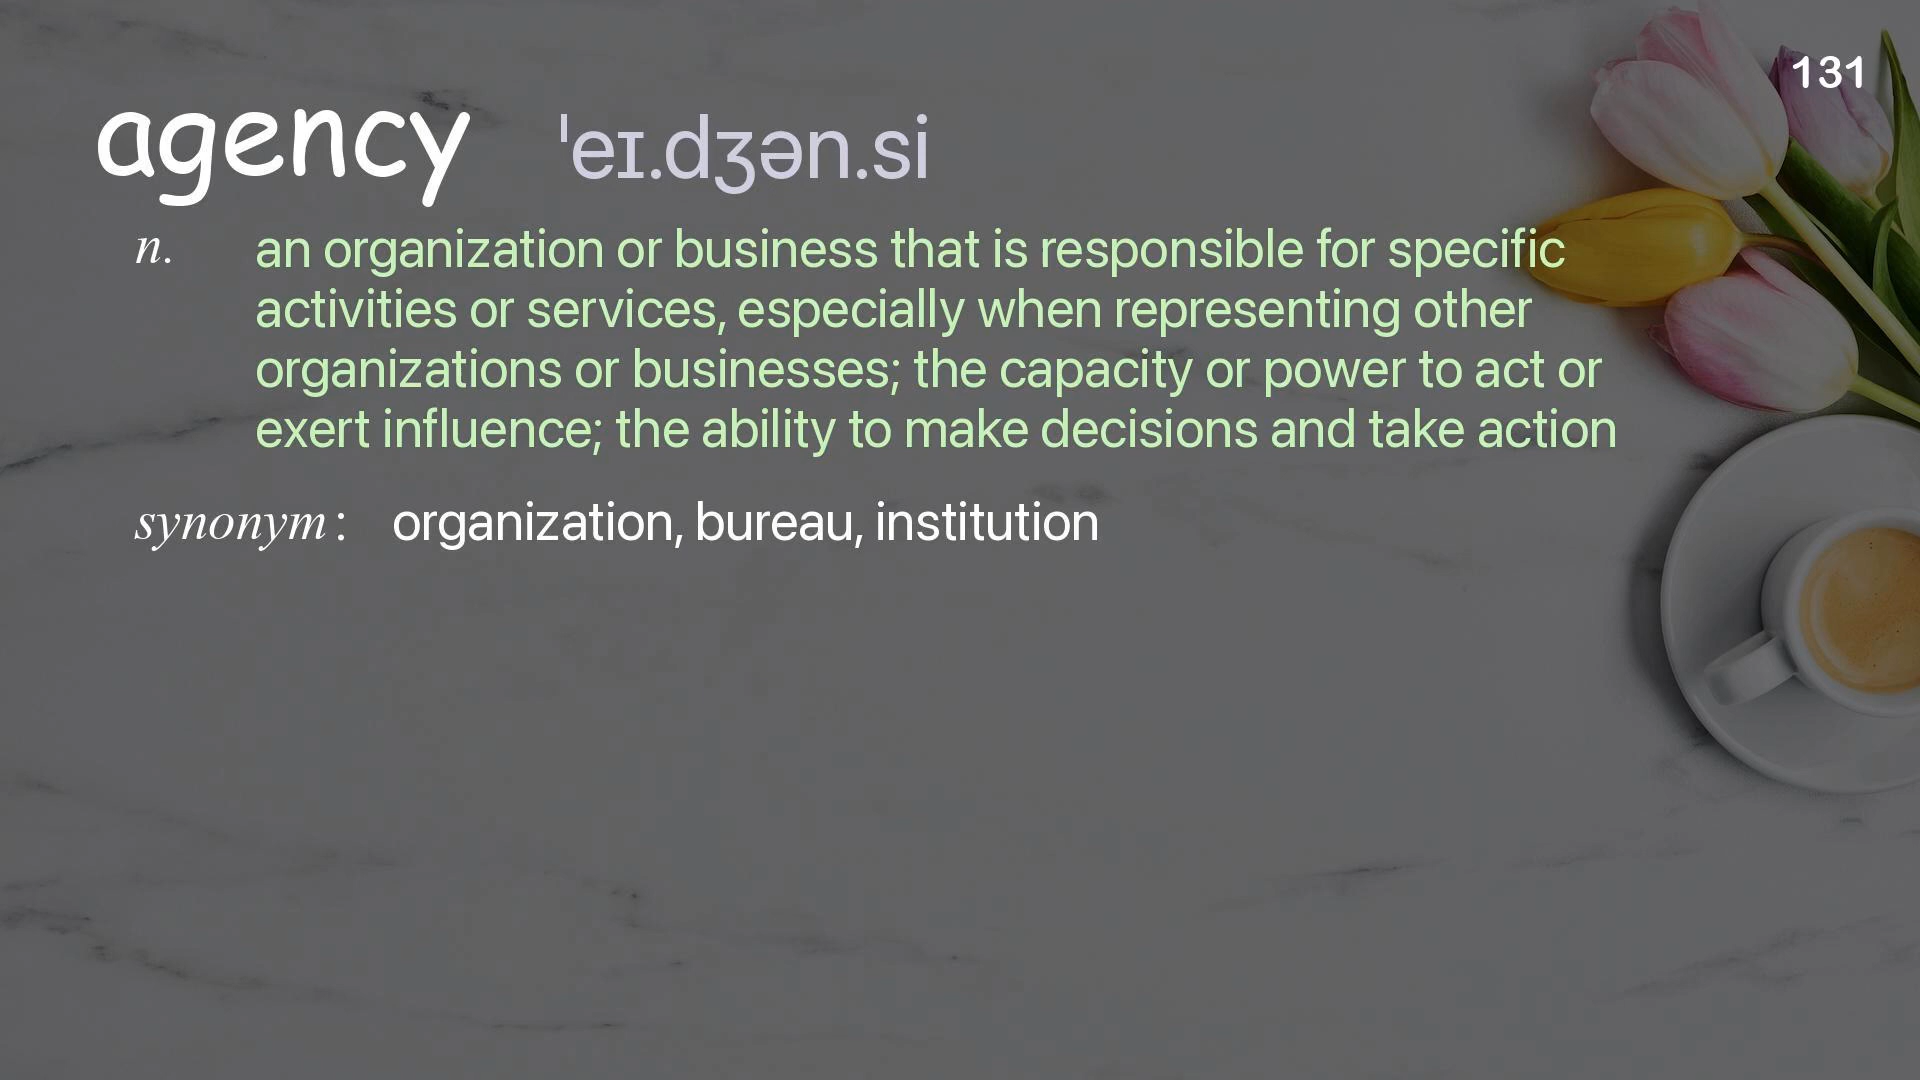 131
agency ˈeɪ.dʒən.si
n. an organization or business that is responsible for specific
activities or services, especially when representing other
organizations or businesses; the capacity or power to act or
exert influence; the ability to make decisions and take action
synonym : organization, bureau, institution